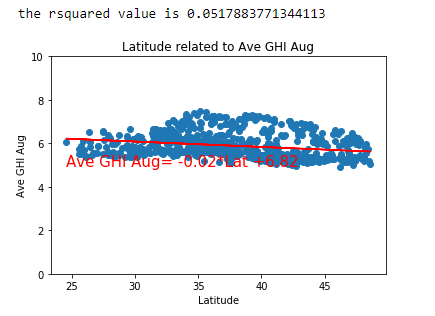 the rsquared value is 0.0517883771344113
Latitude related to Ave GHI Aug
10
8
6
4
2
0
Ave GHI Aug
Ave GHI Aug= -0.02*Lat +6.82
25 30 35 40 45
Latitude